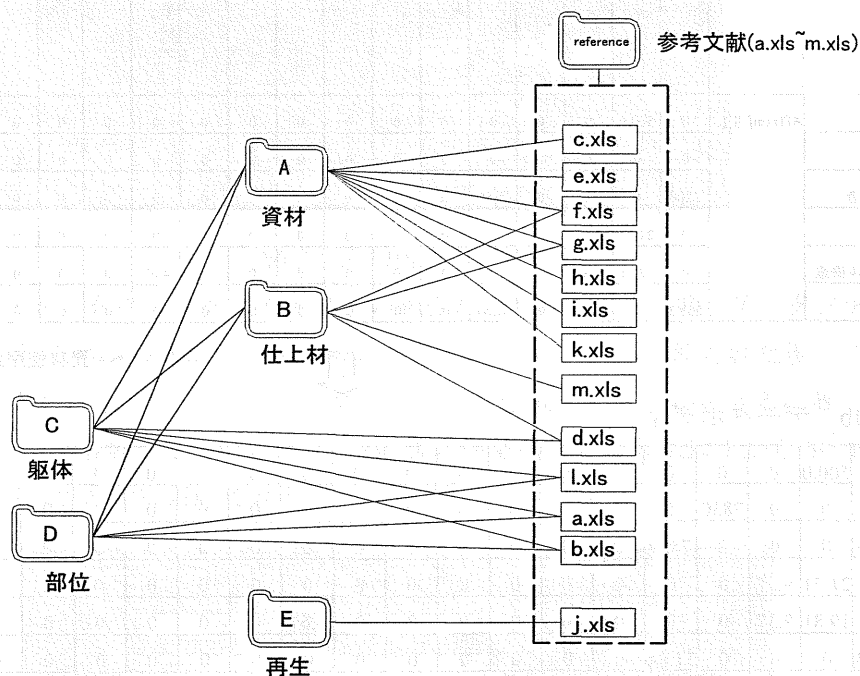 reference
参考文献(a.xls~m.xls)
c.xls
A
e.xls
資材
f.xls
g.xls
h.xls
B
i.xls
仕上材
k.xls
m.xls
C
d.xls
躯体
l.xls
D
a.xls
部位
b.xls
E
j.xls
再生